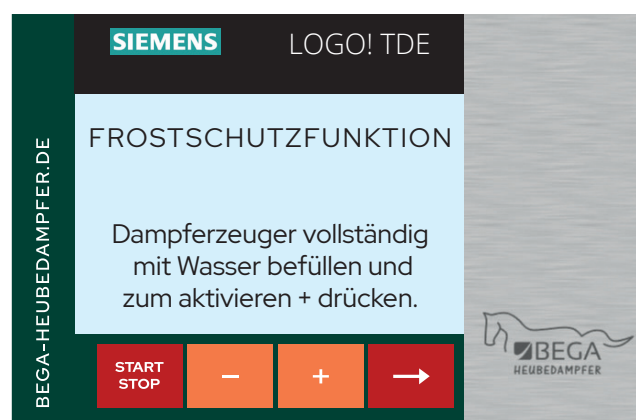 SIEMENS LOGO! TDE
FROSTSCHUTZFUNKTION
Dampferzeuger vollständig
mit Wasser befüllen und
zum aktivieren + drücken.
START
STOP
− + →
BEGA-HEUBEDAMPFER.DE
BEGA
HEUBEDAMPFER